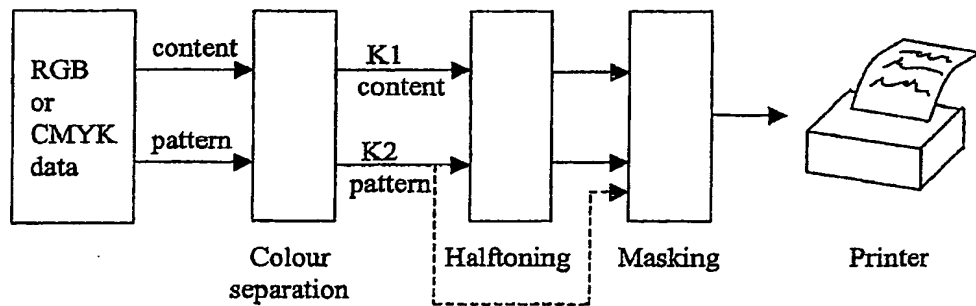 RGB
or
CMYK
data
content
pattern
K1
content
K2
pattern
Colour
separation
Halftoning
Masking
Printer